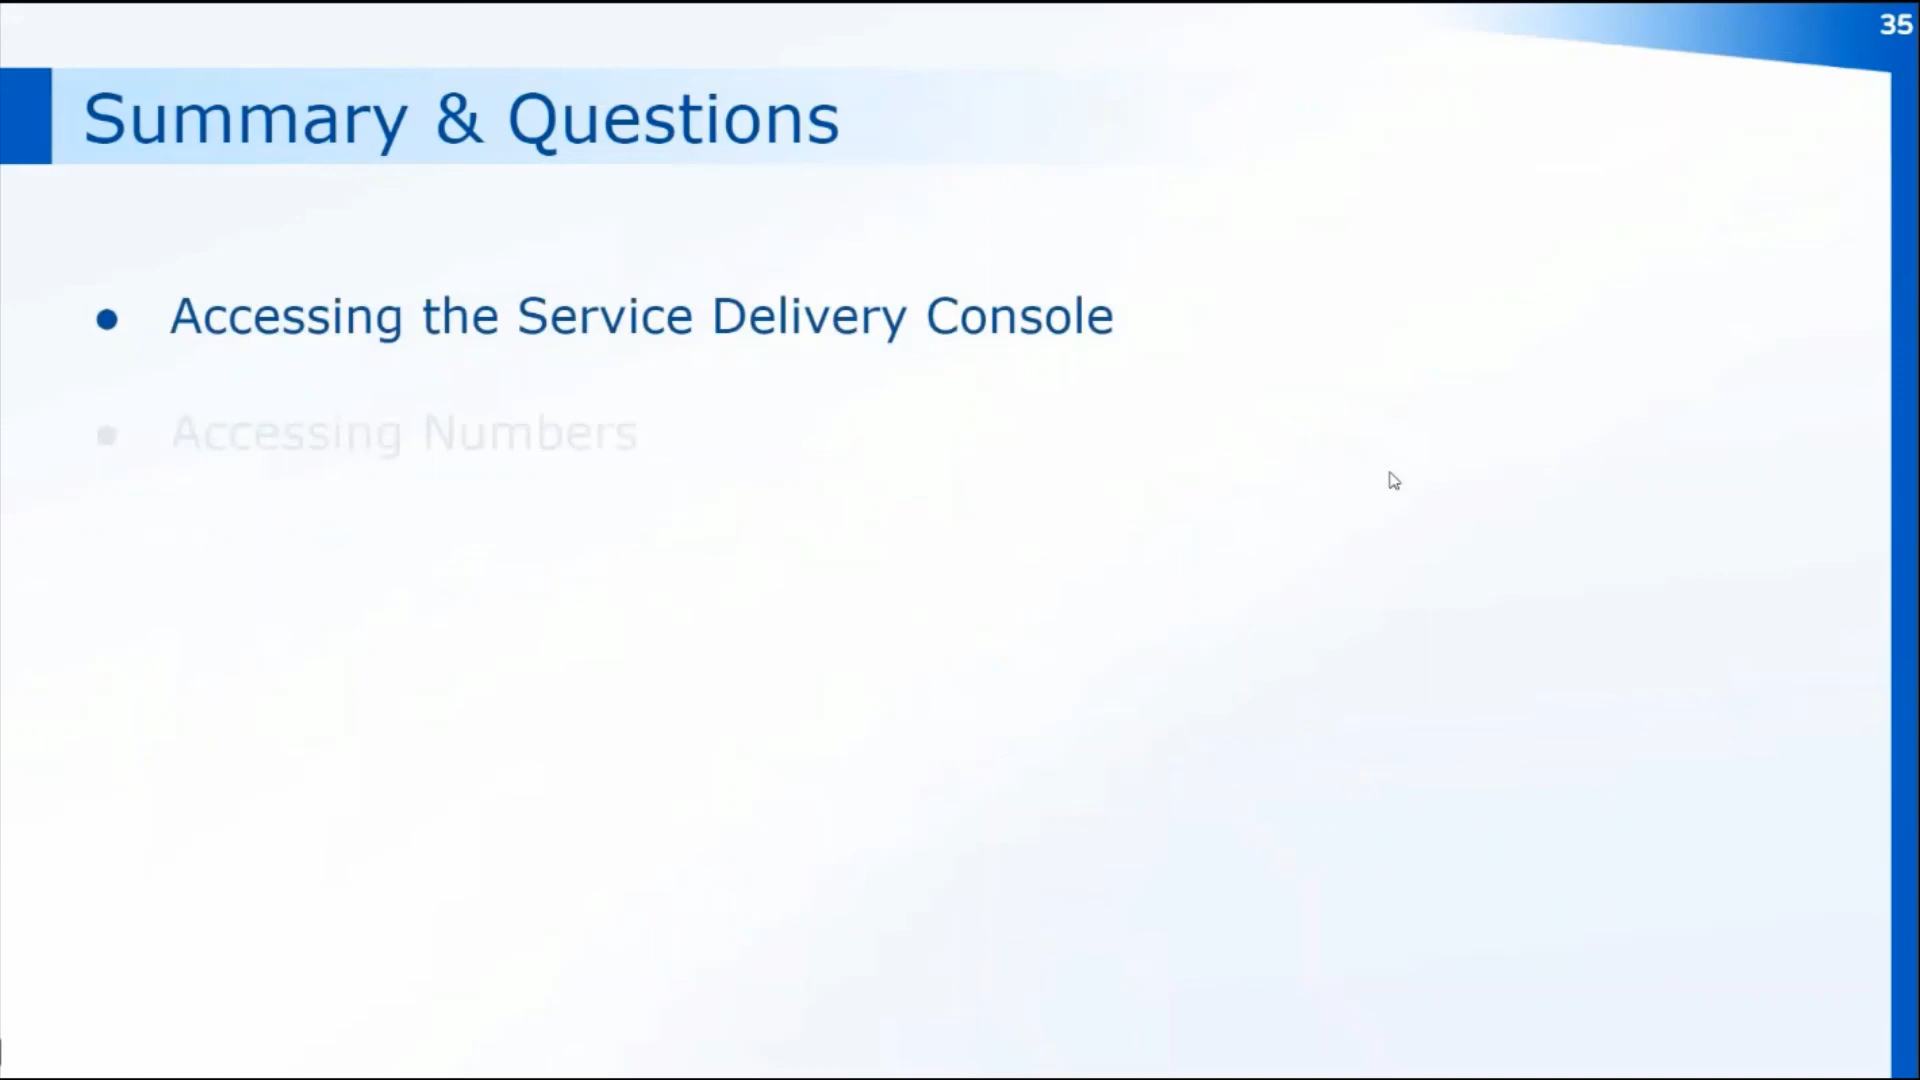 35
Summary & Questions
● Accessing the Service Delivery Console
● Accessing Numbers